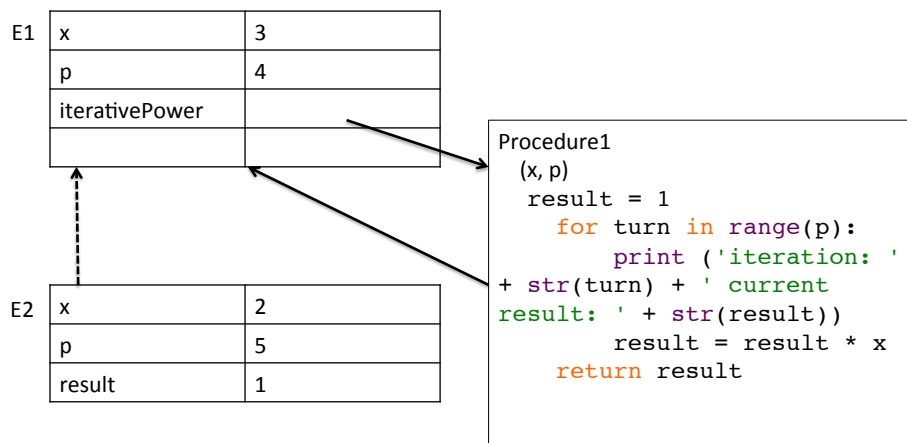 E1 x 3
p 4
iterativePower
Procedure1
(x, p)
result = 1
for turn in range(p):
print ('iteration: '
+ str(turn) + ' current
result: ' + str(result))
result = result * x
return result
E2 x 2
p 5
result 1